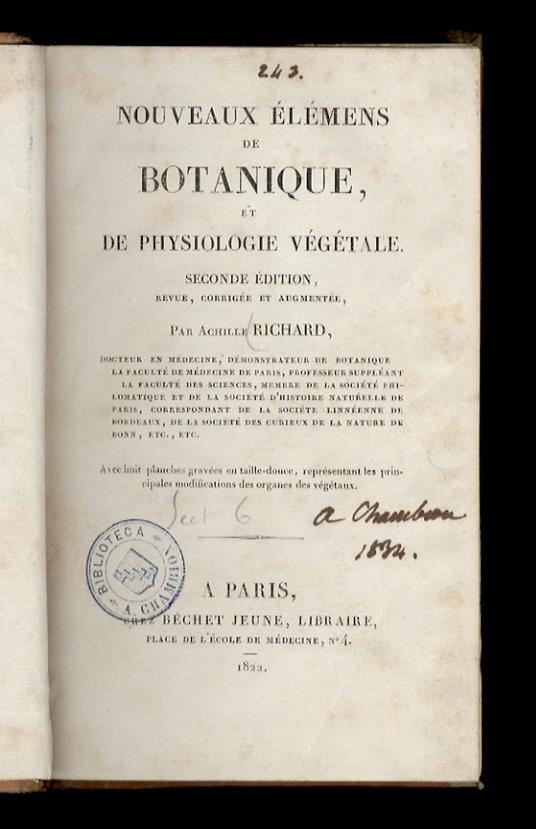 243.
NOUVEAUX ÉLÉMENS
DE
BOTANIQUE,
ET
DE PHYSIOLOGIE VÉGÉTALE.
SECONDE ÉDITION,
REVUE, CORRIGÉE ET AUGMENTÉE,
PAR ACHILLE RICHARD,
DOCTEUR EN MÉDECINE, DÉMONSTRATEUR DE BOTANIQUE
LA FACULTÉ DE MÉDECINE DE PARIS, PROFESSEUR SUPPLÉANT
LA FACULTÉ DES SCIENCES, MEMBRE DE LA SOCIÉTÉ PHI-
LOMATIQUE ET DE LA SOCIÉTÉ D'HISTOIRE NATURELLE DE
PARIS, CORRESPONDANT DE LA SOCIÉTÉ LINNÉENNE DE
BORDEAUX, DE LA SOCIÉTÉ DES CURIEUX DE LA NATURE DE
BONN, ETC., ETC.
Avec huit planches gravées en taille-douce, représentant les prin-
cipales modifications des organes des végétaux.
Sect 6
A Chambion
1834.
BIBLIOTECA
A. CHAMBION
A PARIS,
CHEZ BÉCHET JEUNE, LIBRAIRE,
PLACE DE L'ÉCOLE DE MÉDECINE, N° 4.
1822.